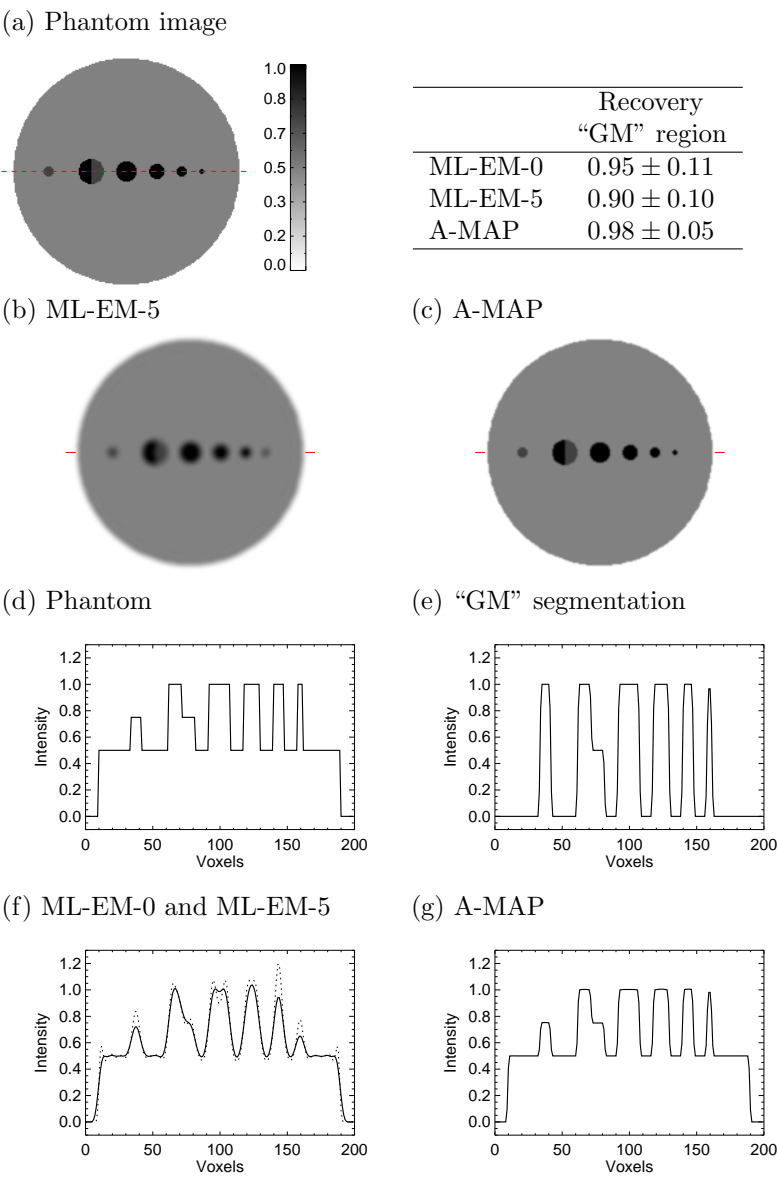 (a) Phantom image
1.0
0.8
0.7
0.5
0.3
0.2
0.0
Recovery
“GM” region
ML-EM-0 0.95 ± 0.11
ML-EM-5 0.90 ± 0.10
A-MAP 0.98 ± 0.05
(b) ML-EM-5
(c) A-MAP
(d) Phantom
1.2
1.0
0.8
0.6
0.4
0.2
0.0
Intensity
0 50 100 150 200
Voxels
(e) “GM” segmentation
1.2
1.0
0.8
0.6
0.4
0.2
0.0
Intensity
0 50 100 150 200
Voxels
(f) ML-EM-0 and ML-EM-5
1.2
1.0
0.8
0.6
0.4
0.2
0.0
Intensity
0 50 100 150 200
Voxels
(g) A-MAP
1.2
1.0
0.8
0.6
0.4
0.2
0.0
Intensity
0 50 100 150 200
Voxels